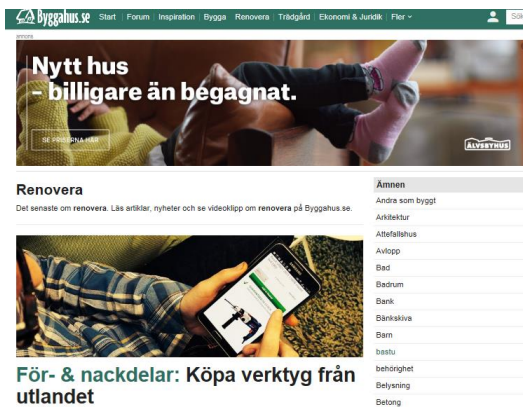 Byggahus.se Start Forum Inspiration Bygga Renovera Trädgård Ekonomi & Juridik Fler Sök
annons
Nytt hus
– billigare än begagnat.
SE PRISERNA HÄR
ÄLVSBYHUS
Renovera
Det senaste om renovera. Läs artiklar, nyheter och se videoklipp om renovera på Byggahus.se.
För- & nackdelar: Köpa verktyg från
utlandet
Ämnen
Andra som byggt
Arkitektur
Attefallshus
Avlopp
Bad
Badrum
Bank
Bänkskiva
Barn
bastu
behörighet
Belysning
Betong